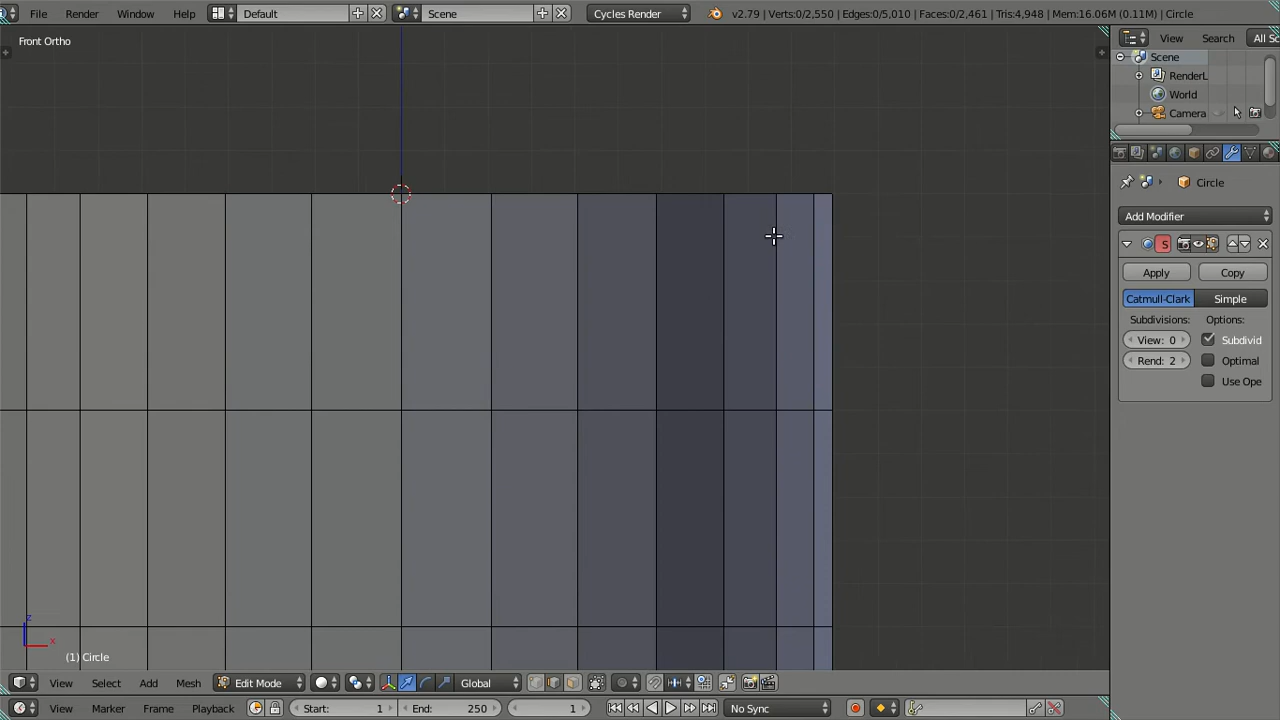 File Render Window Help Default Scene Cycles Render v2.79 | Verts:0/2,550 | Edges:0/5,010 | Faces:0/2,461 | Tris:4,948 | Mem:16.06M (0.11M) | Circle
Front Ortho
View Search All Sc
Scene
RenderL
World
Camera
Circle
Add Modifier
S
Apply Copy
Catmull-Clark Simple
Subdivisions: Options:
View: 0 Subdivid
Rend: 2 Optimal
Use Ope
z
x
(1) Circle
View Select Add Mesh Edit Mode Global
View Marker Frame Playback Start: 1 End: 250 1 No Sync